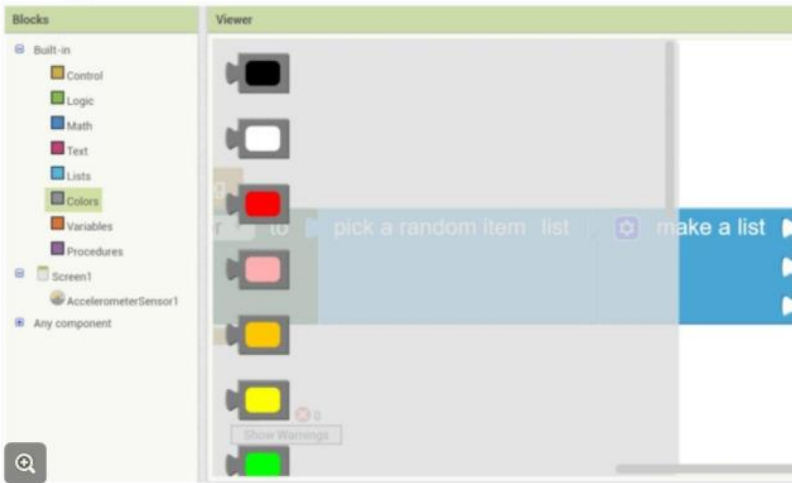 Blocks
Viewer
Built-in
Control
Logic
Math
Text
Lists
Colors
Variables
Procedures
Screen1
AccelerometerSensor1
Any component
g
r to pick a random item list make a list
0
Show Warnings